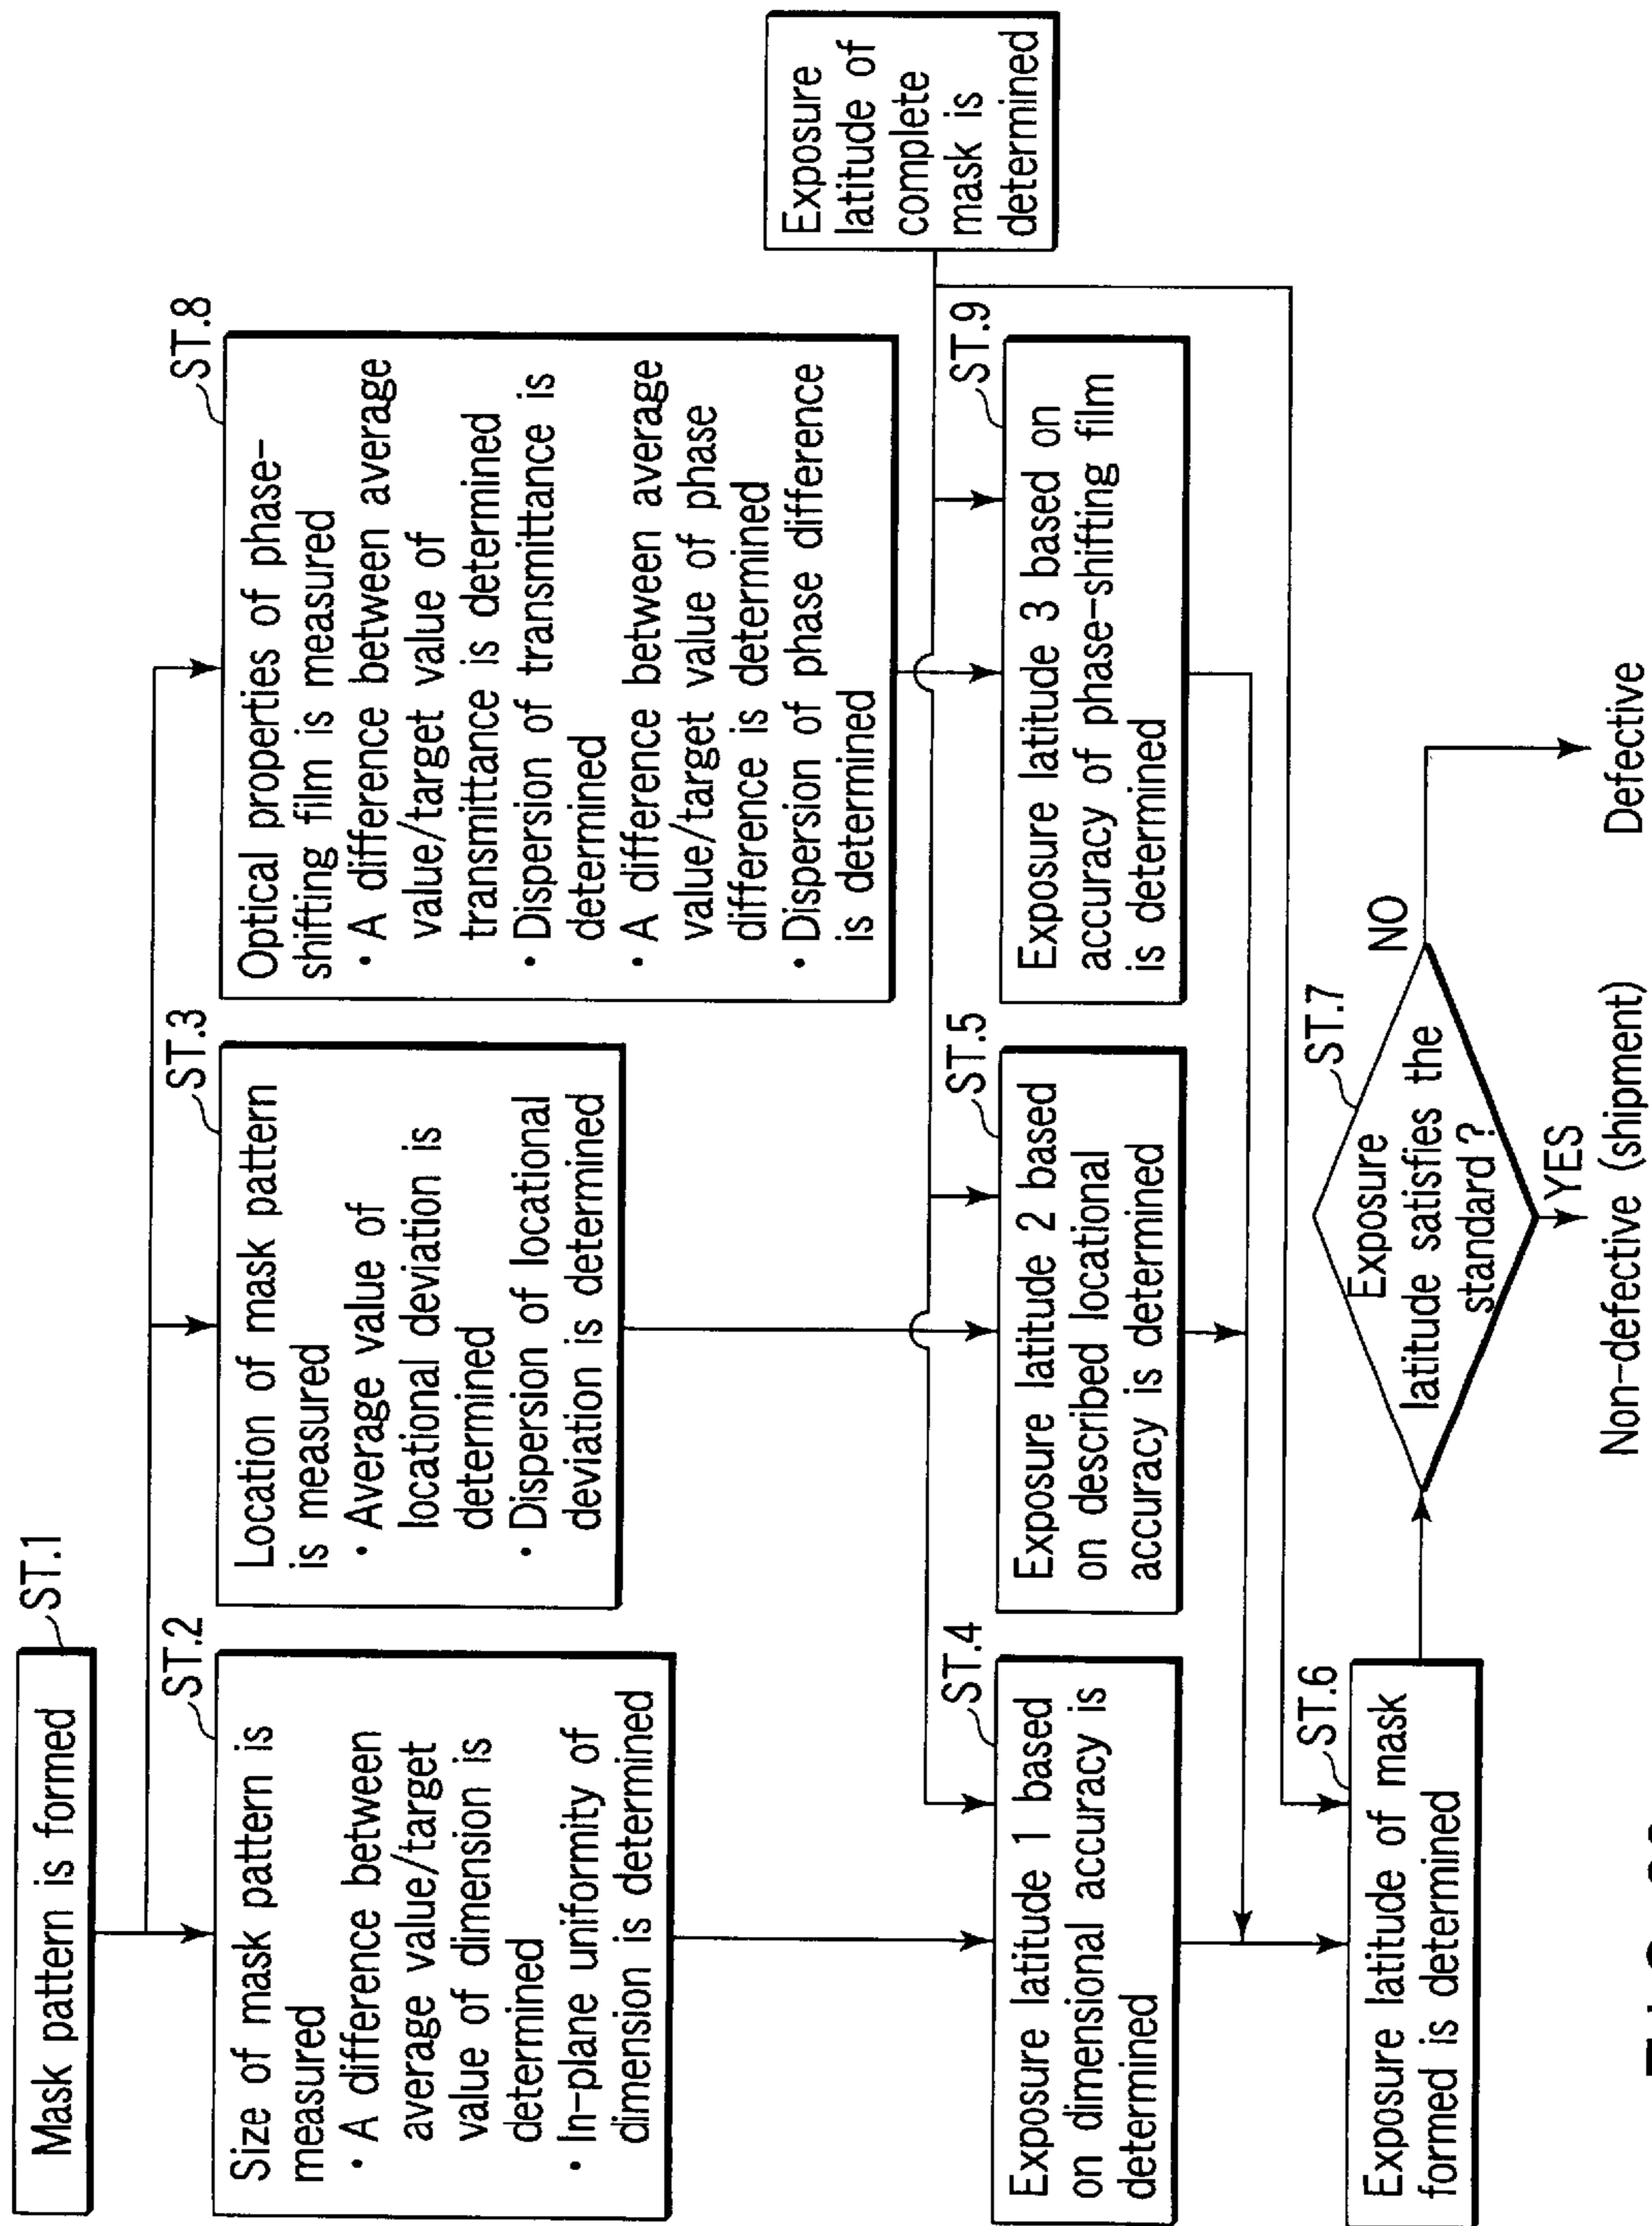 Mask pattern is formed
ST.1
ST.2
Size of mask pattern is
measured
• A difference between
average value/target
value of dimension is
determined
• In-plane uniformity of
dimension is determined
ST.3
Location of mask pattern
is measured
• Average value of
locational deviation is
determined
• Dispersion of locational
deviation is determined
ST.8
Optical properties of phase-
shifting film is measured
• A difference between average
value/target value of
transmittance is determined
• Dispersion of transmittance is
determined
• A difference between average
value/target value of phase
difference is determined
• Dispersion of phase difference
is determined
Exposure
latitude of
complete
mask is
determined
ST.4
Exposure latitude 1 based
on dimensional accuracy is
determined
ST.5
Exposure latitude 2 based
on described locational
accuracy is determined
ST.9
Exposure latitude 3 based on
accuracy of phase-shifting film
is determined
ST.6
Exposure latitude of mask
formed is determined
ST.7
Exposure
latitude satisfies the
standard?
NO
YES
Non-defective (shipment)
Defective